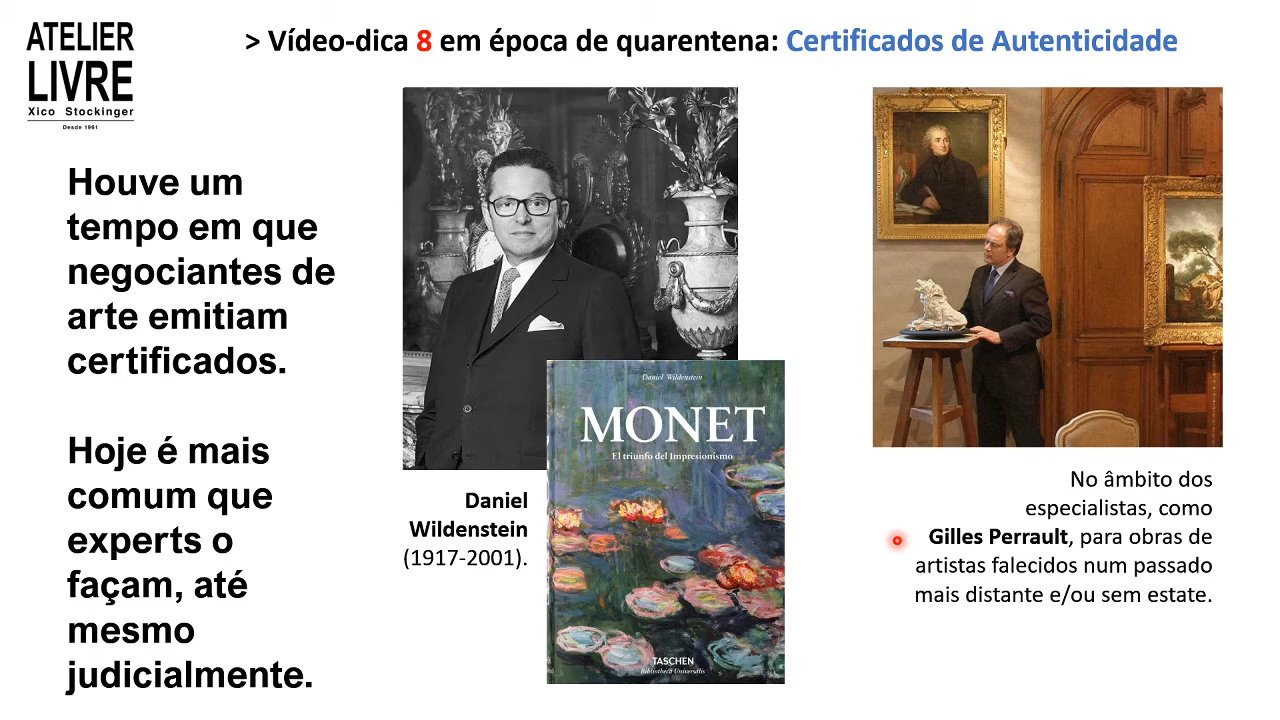 ATELIER
LIVRE
Xico Stockinger
Desde 1961
> Vídeo-dica 8 em época de quarentena: Certificados de Autenticidade
Houve um
tempo em que
negociantes de
arte emitiam
certificados.
Hoje é mais
comum que
experts o
façam, até
mesmo
judicialmente.
Daniel
Wildenstein
(1917-2001).
Daniel Wildenstein
MONET
El triunfo del Impresionismo
TASCHEN
Bibliotheca Universalis
No âmbito dos
especialistas, como
Gilles Perrault, para obras de
artistas falecidos num passado
mais distante e/ou sem estate.